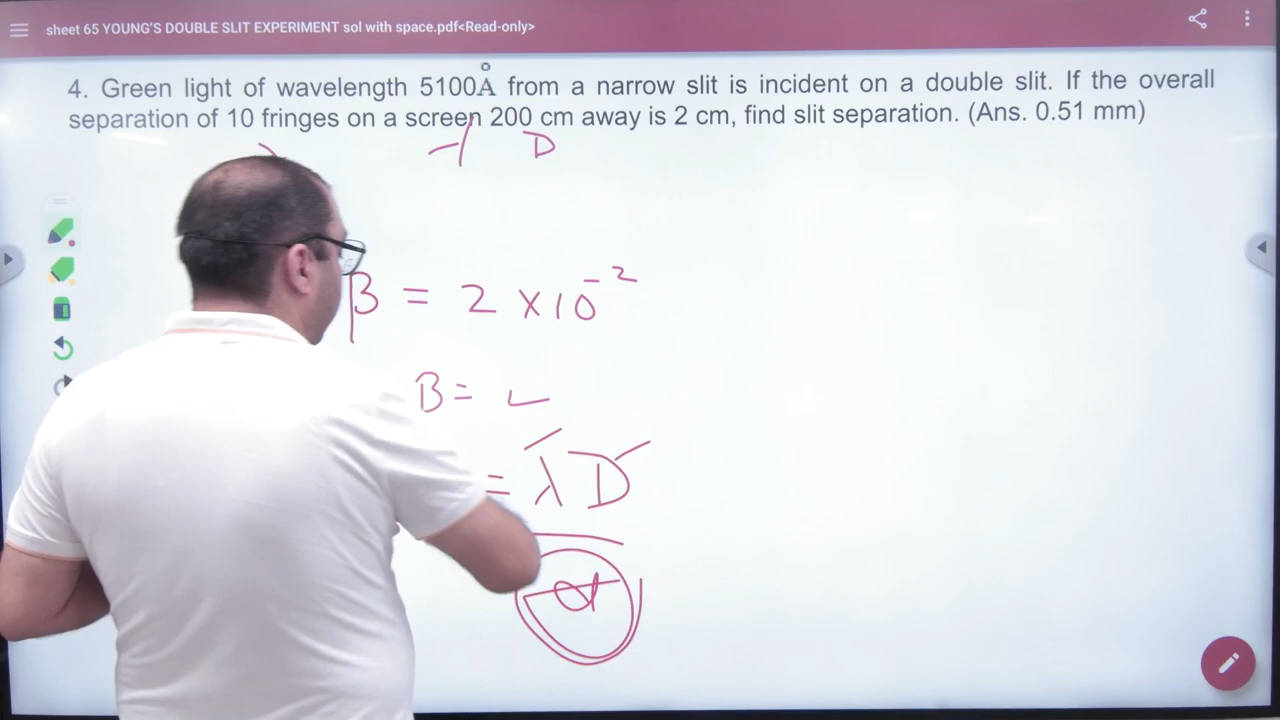 sheet 65 YOUNG'S DOUBLE SLIT EXPERIMENT sol with space.pdf<Read-only>
4. Green light of wavelength 5100Å from a narrow slit is incident on a double slit. If the overall
separation of 10 fringes on a screen 200 cm away is 2 cm, find slit separation. (Ans. 0.51 mm)
D
β = 2 × 10⁻²
β =
= λ D
d